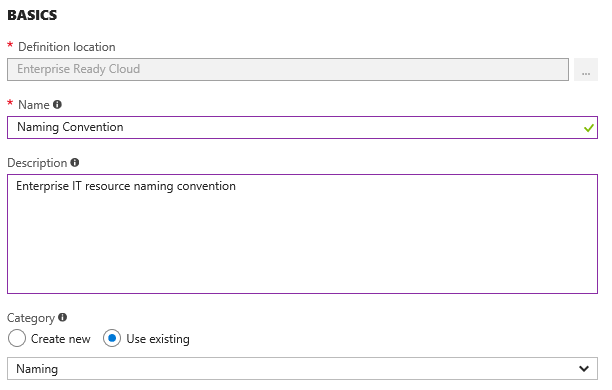 BASICS
* Definition location
Enterprise Ready Cloud
...
* Name
Naming Convention
Description
Enterprise IT resource naming convention
Category
Create new Use existing
Naming